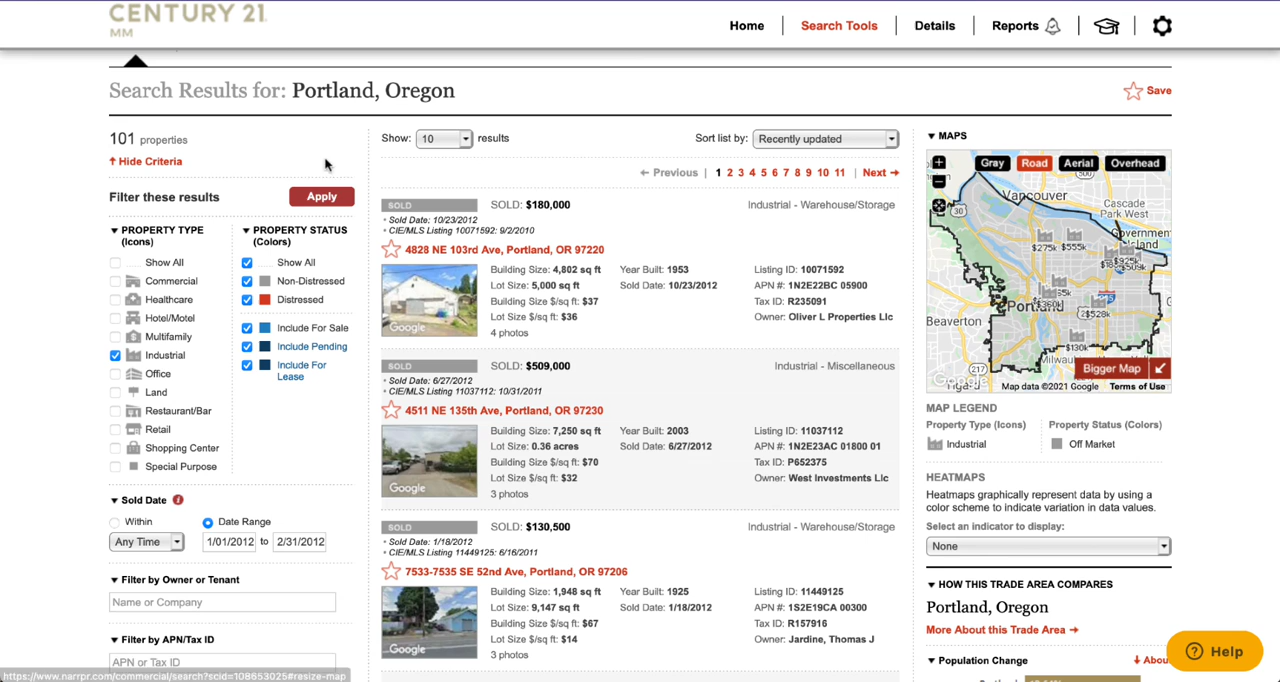 CENTURY 21.
MM
Home
Search Tools
Details
Reports
Search Results for: Portland, Oregon
Save
101 properties
Hide Criteria
Filter these results
Apply
PROPERTY TYPE
(Icons)
Show All
Commercial
Healthcare
Hotel/Motel
Multifamily
Industrial
Office
Land
Restaurant/Bar
Retail
Shopping Center
Special Purpose
PROPERTY STATUS
(Colors)
Show All
Non-Distressed
Distressed
Include For Sale
Include Pending
Include For
Lease
Sold Date
Within
Date Range
Any Time
1/01/2012 to 2/31/2012
Filter by Owner or Tenant
Name or Company
Filter by APN/Tax ID
APN or Tax ID
https://www.narrpr.com/commercial/search?scid=108653025#resize-map
Show: 10 results
Sort list by: Recently updated
← Previous | 1 2 3 4 5 6 7 8 9 10 11 | Next →
SOLD
SOLD: $180,000
Industrial - Warehouse/Storage
• Sold Date: 10/23/2012
• CIE/MLS Listing 10071592: 9/2/2010
4828 NE 103rd Ave, Portland, OR 97220
Google
Building Size: 4,802 sq ft
Lot Size: 5,000 sq ft
Building Size $/sq ft: $37
Lot Size $/sq ft: $36
4 photos
Year Built: 1953
Sold Date: 10/23/2012
Listing ID: 10071592
APN #: 1N2E22BC 05900
Tax ID: R235091
Owner: Oliver L Properties Llc
SOLD
SOLD: $509,000
Industrial - Miscellaneous
• Sold Date: 6/27/2012
• CIE/MLS Listing 11037112: 10/31/2011
4511 NE 135th Ave, Portland, OR 97230
Google
Building Size: 7,250 sq ft
Lot Size: 0.36 acres
Building Size $/sq ft: $70
Lot Size $/sq ft: $32
3 photos
Year Built: 2003
Sold Date: 6/27/2012
Listing ID: 11037112
APN #: 1N2E23AC 01800 01
Tax ID: P652375
Owner: West Investments Llc
SOLD
SOLD: $130,500
Industrial - Warehouse/Storage
• Sold Date: 1/18/2012
• CIE/MLS Listing 11449125: 6/16/2011
7533-7535 SE 52nd Ave, Portland, OR 97206
Google
Building Size: 1,948 sq ft
Lot Size: 9,147 sq ft
Building Size $/sq ft: $67
Lot Size $/sq ft: $14
3 photos
Year Built: 1925
Sold Date: 1/18/2012
Listing ID: 11449125
APN #: 1S2E19CA 00300
Tax ID: R157916
Owner: Jardine, Thomas J
MAPS
Gray
Road
Aerial
Overhead
500
Vancouver
30
Cascade
Park West
Government
Island
$275k
$555k
$925k
$509k
Portland
$360k
$528k
$130k
Beaverton
217
Bigger Map
Google
Map data ©2021 Google
Terms of Use
MAP LEGEND
Property Type (Icons)
Property Status (Colors)
Industrial
Off Market
HEATMAPS
Heatmaps graphically represent data by using a
color scheme to indicate variation in data values.
Select an indicator to display:
None
HOW THIS TRADE AREA COMPARES
Portland, Oregon
More About this Trade Area →
Population Change
Abou
Help